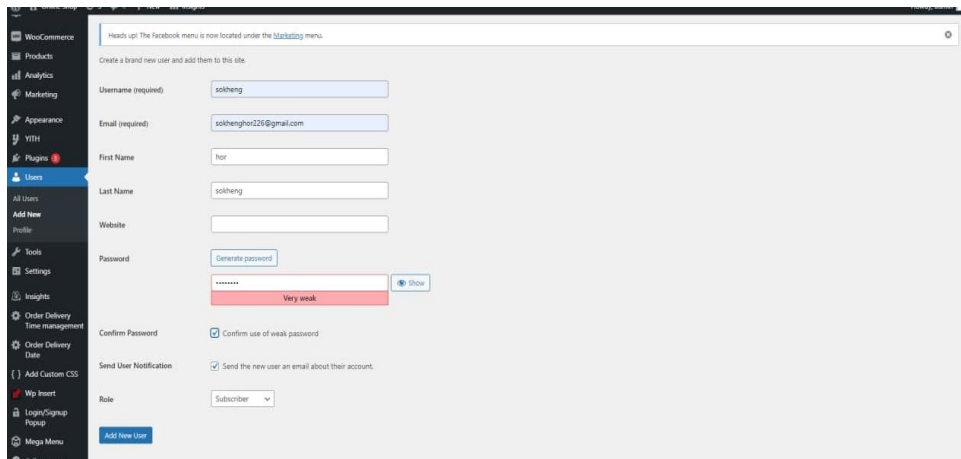 WooCommerce
Products
Analytics
Marketing
Appearance
YITH
Plugins 3
Users
All Users
Add New
Profile
Tools
Settings
Insights
Order Delivery
Time management
Order Delivery
Date
{ } Add Custom CSS
Wp Insert
Login/Signup
Popup
Mega Menu
Heads up! The Facebook menu is now located under the Marketing menu.
Create a brand new user and add them to this site.
Username (required) sokheng
Email (required) sokhenghor226@gmail.com
First Name hor
Last Name sokheng
Website
Password Generate password
•••••••• Show
Very weak
Confirm Password Confirm use of weak password
Send User Notification Send the new user an email about their account.
Role Subscriber
Add New User